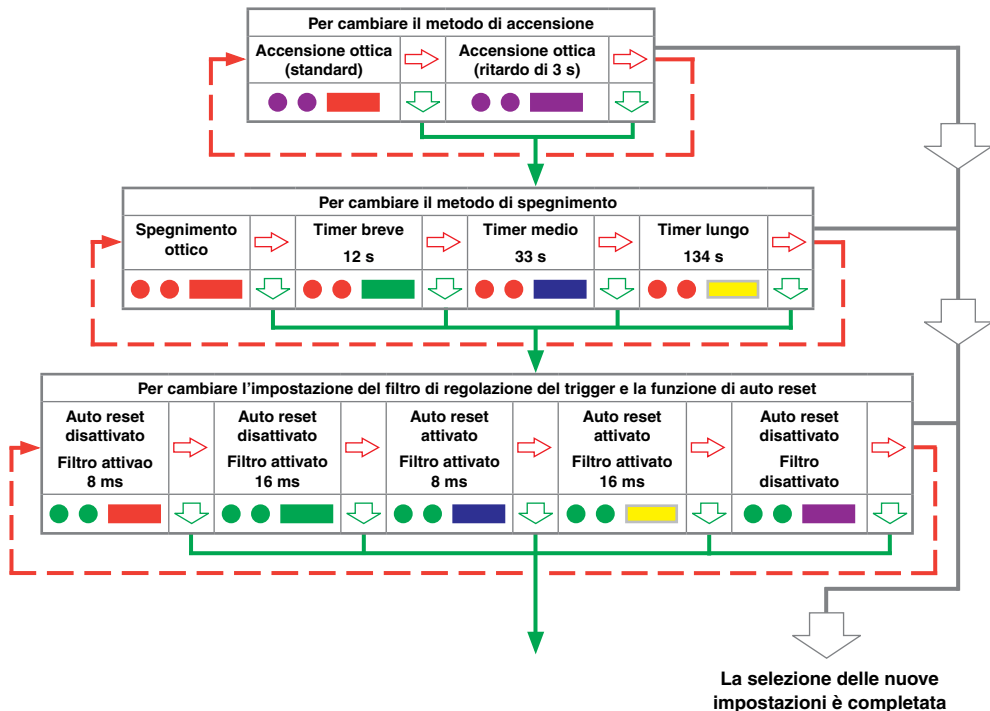 Per cambiare il metodo di accensione
Accensione ottica
(standard)
Accensione ottica
(ritardo di 3 s)
Per cambiare il metodo di spegnimento
Spegnimento
ottico
Timer breve
12 s
Timer medio
33 s
Timer lungo
134 s
Per cambiare l'impostazione del filtro di regolazione del trigger e la funzione di auto reset
Auto reset
disattivato
Filtro attivao
8 ms
Auto reset
disattivato
Filtro attivato
16 ms
Auto reset
attivato
Filtro attivato
8 ms
Auto reset
attivato
Filtro attivato
16 ms
Auto reset
disattivato
Filtro
disattivato
La selezione delle nuove
impostazioni è completata